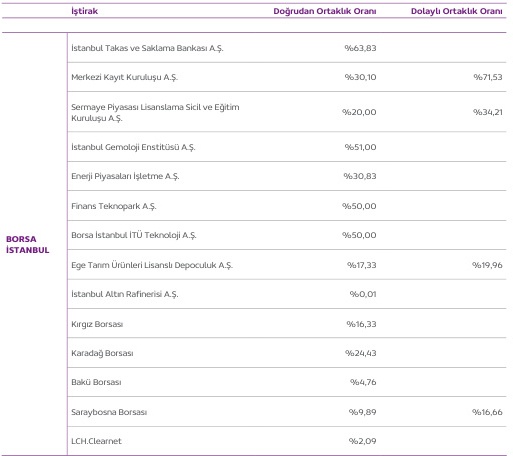 İştirak Doğrudan Ortaklık Oranı Dolaylı Ortaklık Oranı
İstanbul Takas ve Saklama Bankası A.Ş. %63,83
Merkezi Kayıt Kuruluşu A.Ş. %30,10 %71,53
Sermaye Piyasası Lisanslama Sicil ve Eğitim
Kuruluşu A.Ş. %20,00 %34,21
İstanbul Gemoloji Enstitüsü A.Ş. %51,00
Enerji Piyasaları İşletme A.Ş. %30,83
Finans Teknopark A.Ş. %50,00
Borsa İstanbul İTÜ Teknoloji A.Ş. %50,00
BORSA
İSTANBUL
Ege Tarım Ürünleri Lisanslı Depoculuk A.Ş. %17,33 %19,96
İstanbul Altın Rafinerisi A.Ş. %0,01
Kırgız Borsası %16,33
Karadağ Borsası %24,43
Bakü Borsası %4,76
Saraybosna Borsası %9,89 %16,66
LCH.Clearnet %2,09